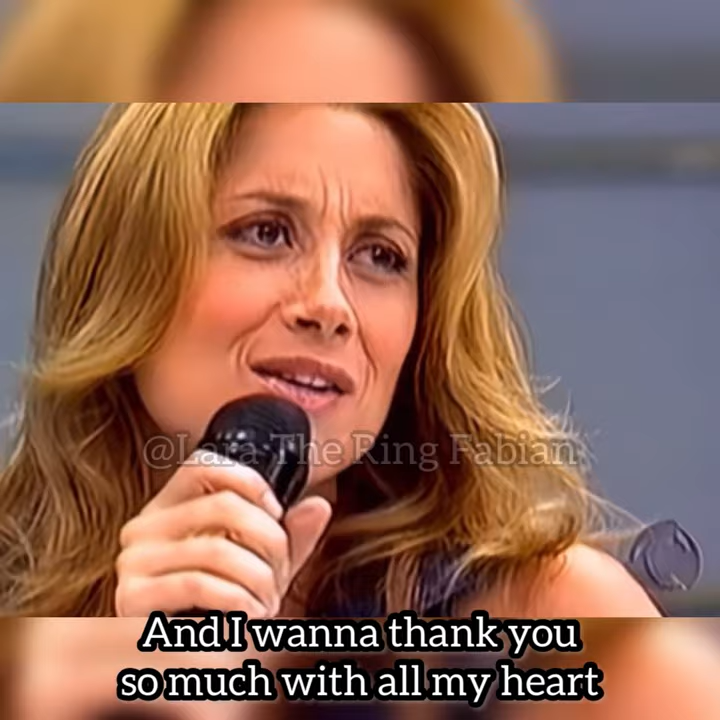 @Lara The Ring Fabian
And I wanna thank you
so much with all my heart